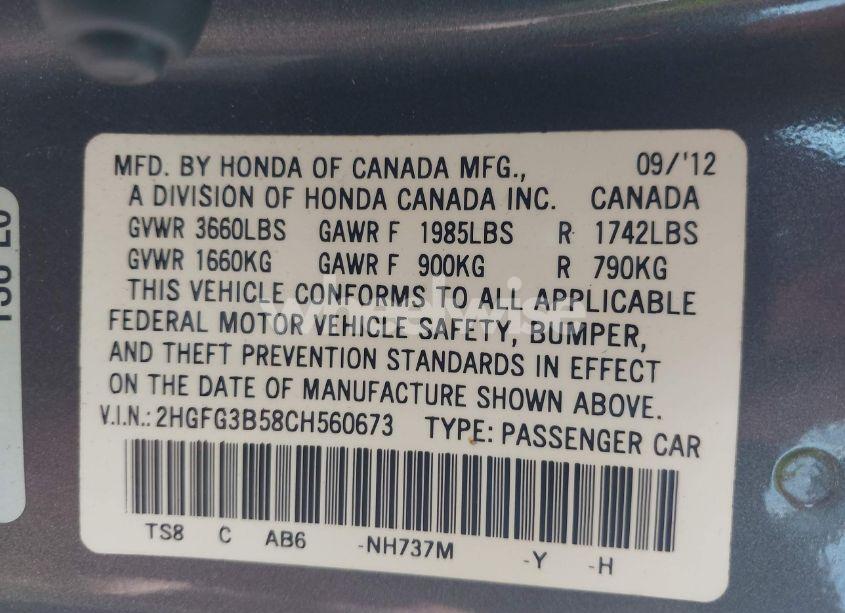 MFD. BY HONDA OF CANADA MFG., 09/'12
A DIVISION OF HONDA CANADA INC. CANADA
GVWR 3660LBS GAWR F 1985LBS R 1742LBS
GVWR 1660KG GAWR F 900KG R 790KG
THIS VEHICLE CONFORMS TO ALL APPLICABLE
FEDERAL MOTOR VEHICLE SAFETY, BUMPER,
AND THEFT PREVENTION STANDARDS IN EFFECT
ON THE DATE OF MANUFACTURE SHOWN ABOVE.
V.I.N.: 2HGFG3B58CH560673 TYPE: PASSENGER CAR
TS8 C AB6 -NH737M -Y -H
wheelwise